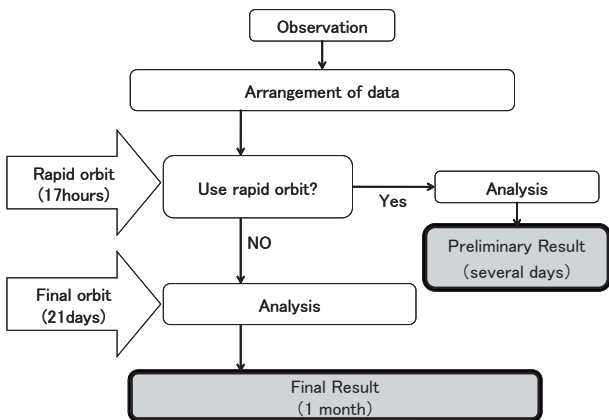 Observation
Arrangement of data
Rapid orbit
(17hours)
Use rapid orbit?
Yes
Analysis
Preliminary Result
(several days)
NO
Final orbit
(21days)
Analysis
Final Result
(1 month)